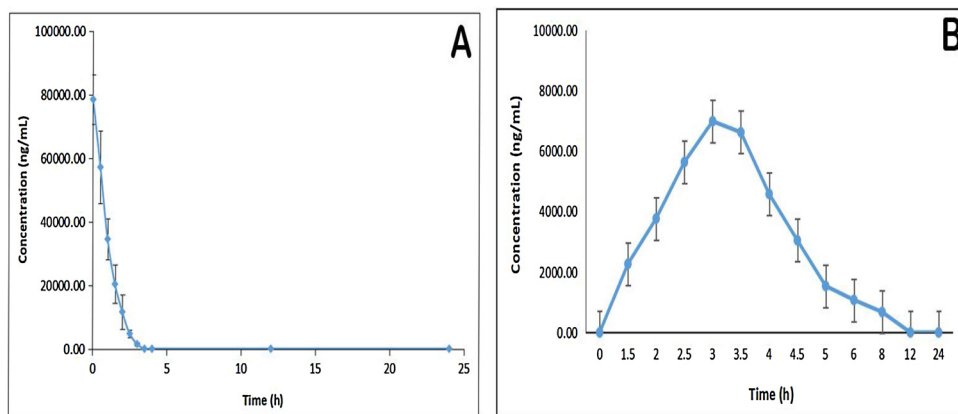 A
Concentration (ng/mL)
100000.00
80000.00
60000.00
40000.00
20000.00
0.00
0 5 10 15 20 25
Time (h)
B
Concentration (ng/mL)
10000.00
8000.00
6000.00
4000.00
2000.00
0.00
0 1.5 2 2.5 3 3.5 4 4.5 5 6 8 12 24
Time (h)